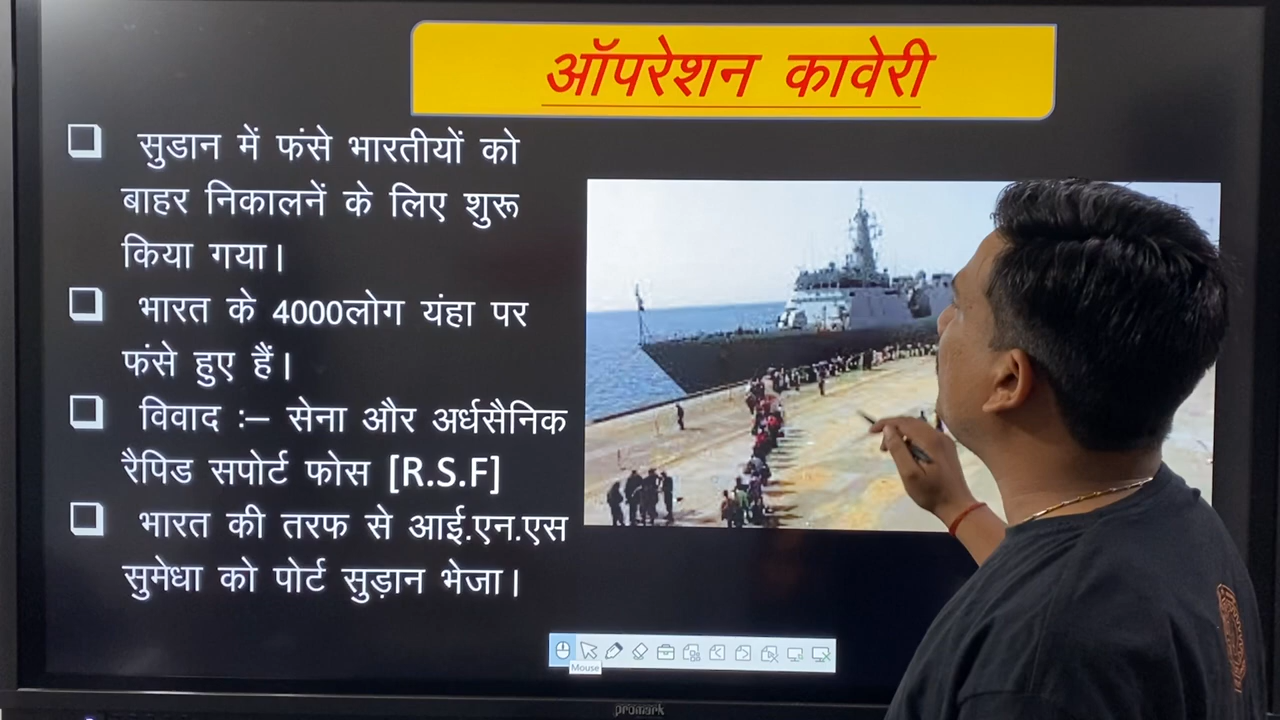 ऑपरेशन कावेरी
सुडान में फंसे भारतीयों को
बाहर निकालनें के लिए शुरू
किया गया।
भारत के 4000लोग यंहा पर
फंसे हुए हैं।
विवाद :– सेना और अर्धसैनिक
रैपिड सपोर्ट फोस [R.S.F]
भारत की तरफ से आई.एन.एस
सुमेधा को पोर्ट सुड़ान भेजा।
Mouse
promark